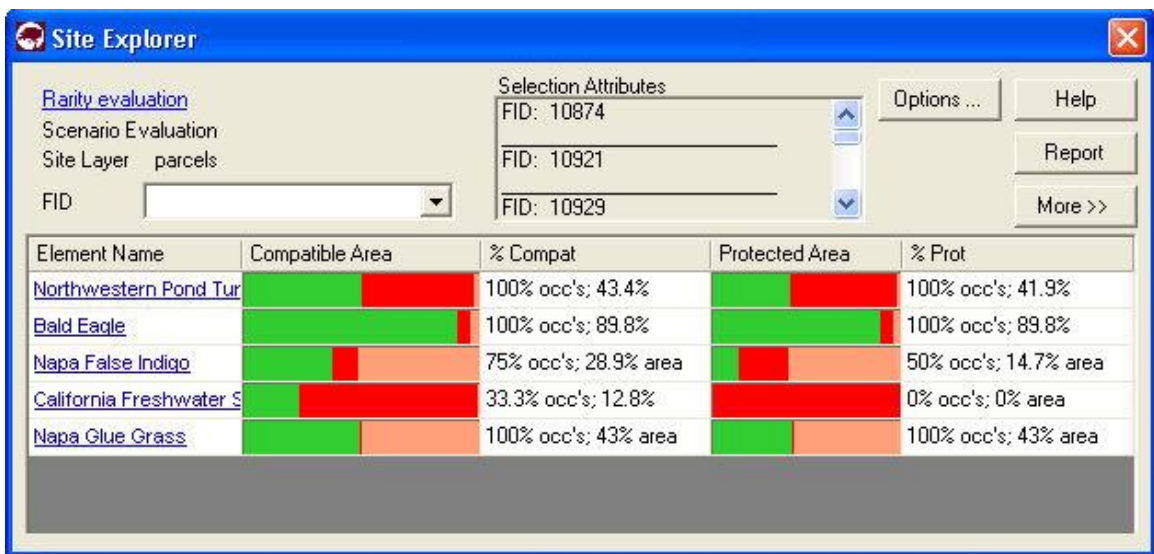 Site Explorer
Rarity evaluation
Scenario Evaluation
Site Layer parcels
FID
Selection Attributes
FID: 10874
FID: 10921
FID: 10929
Options ...
Help
Report
More >>
Element Name Compatible Area % Compat Protected Area % Prot
Northwestern Pond Tur 100% occ's; 43.4% 100% occ's; 41.9%
Bald Eagle 100% occ's; 89.8% 100% occ's; 89.8%
Napa False Indigo 75% occ's; 28.9% area 50% occ's; 14.7% area
California Freshwater S 33.3% occ's; 12.8% 0% occ's; 0% area
Napa Glue Grass 100% occ's; 43% area 100% occ's; 43% area